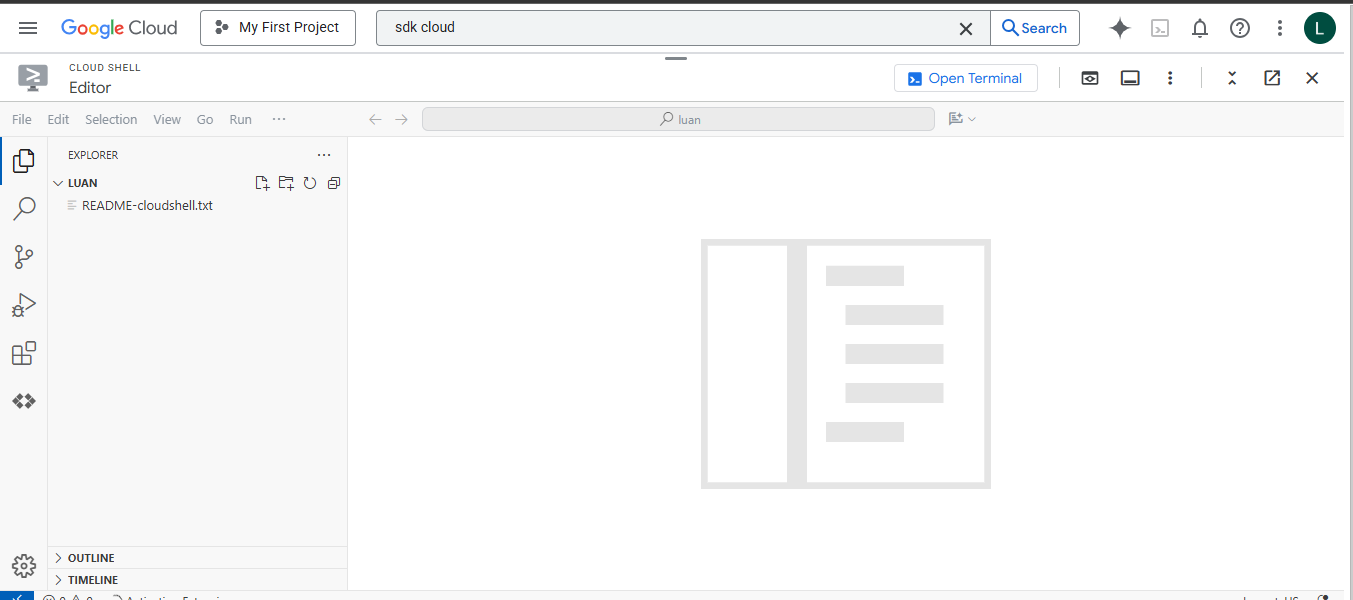 Google Cloud My First Project sdk cloud Search L
CLOUD SHELL
Editor
Open Terminal
File Edit Selection View Go Run ··· luan
EXPLORER ···
LUAN
README-cloudshell.txt
OUTLINE
TIMELINE